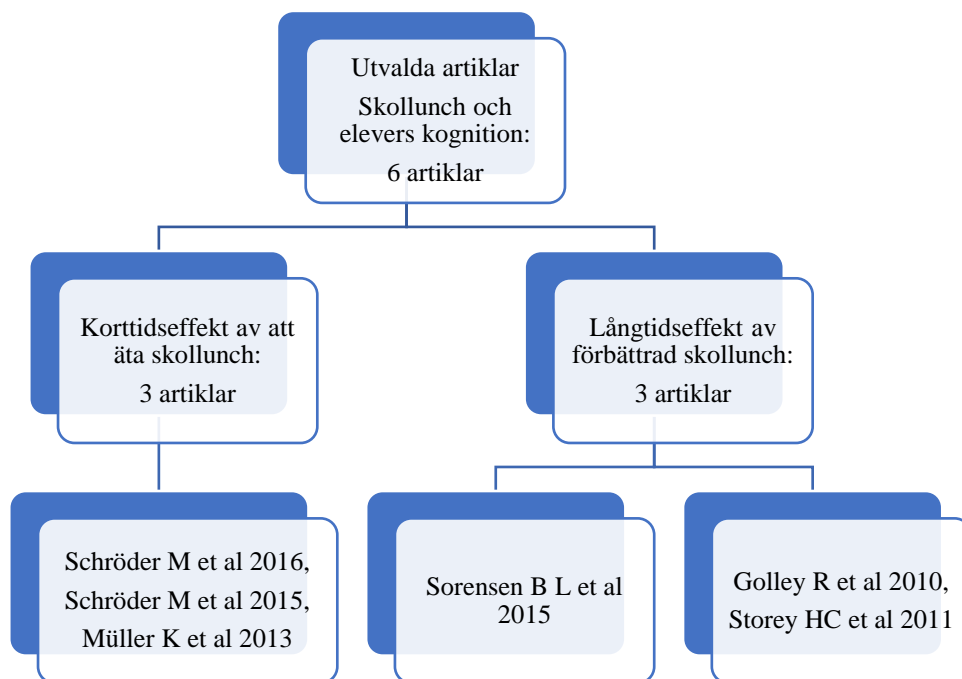 Utvalda artiklar
Skollunch och
elevers kognition:
6 artiklar
Korttidseffekt av att
äta skollunch:
3 artiklar
Långtidseffekt av
förbättrad skollunch:
3 artiklar
Schröder M et al 2016,
Schröder M et al 2015,
Müller K et al 2013
Sorensen B L et al
2015
Golley R et al 2010,
Storey HC et al 2011